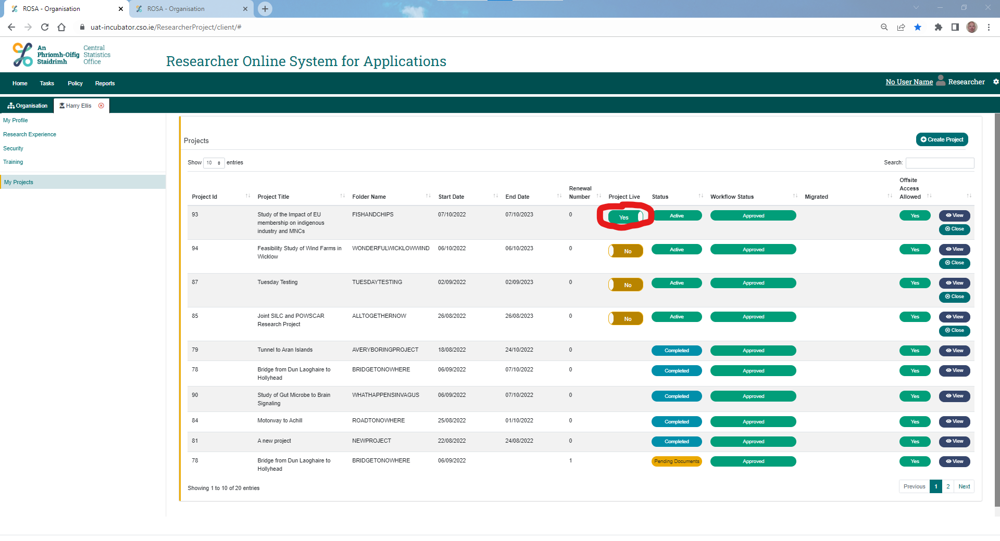 ROSA - Organisation
ROSA - Organisation
uat-incubator.cso.ie/ResearcherProject/client/#
An Phríomh-Oifig Staidrimh
Central Statistics Office
Researcher Online System for Applications
Home Tasks Policy Reports
No User Name Researcher
Organisation Harry Ellis
My Profile
Research Experience
Security
Training
My Projects
Projects
Create Project
Show 10 entries
Search:
Project Id Project Title Folder Name Start Date End Date Renewal Number Project Live Status Workflow Status Migrated Offsite Access Allowed
93 Study of the Impact of EU membership on indigenous industry and MNCs FISHANDCHIPS 07/10/2022 07/10/2023 0 Yes Active Approved Yes View Close
94 Feasibility Study of Wind Farms in Wicklow WONDERFULWICKLOWWIND 06/10/2022 06/10/2023 0 No Active Approved Yes View Close
87 Tuesday Testing TUESDAYTESTING 02/09/2022 02/09/2023 0 No Active Approved Yes View Close
85 Joint SILC and POWSCAR Research Project ALLTOGETHERNOW 26/08/2022 26/08/2023 0 No Active Approved Yes View Close
79 Tunnel to Aran Islands AVERYBORINGPROJECT 18/08/2022 24/10/2022 0 Completed Approved Yes View
78 Bridge from Dun Laoghaire to Hollyhead BRIDGETONOWHERE 06/09/2022 07/10/2022 0 Completed Approved Yes View
90 Study of Gut Microbe to Brain Signaling WHATHAPPENSINVAGUS 06/09/2022 07/10/2022 0 Completed Approved Yes View
84 Motorway to Achill ROADTONOWHERE 25/08/2022 01/10/2022 0 Completed Approved Yes View
81 A new project NEWPROJECT 22/08/2022 24/08/2022 0 Completed Approved Yes View
78 Bridge from Dun Laoghaire to Hollyhead BRIDGETONOWHERE 06/09/2022 1 Pending Documents Approved Yes View
Showing 1 to 10 of 20 entries
Previous 1 2 Next